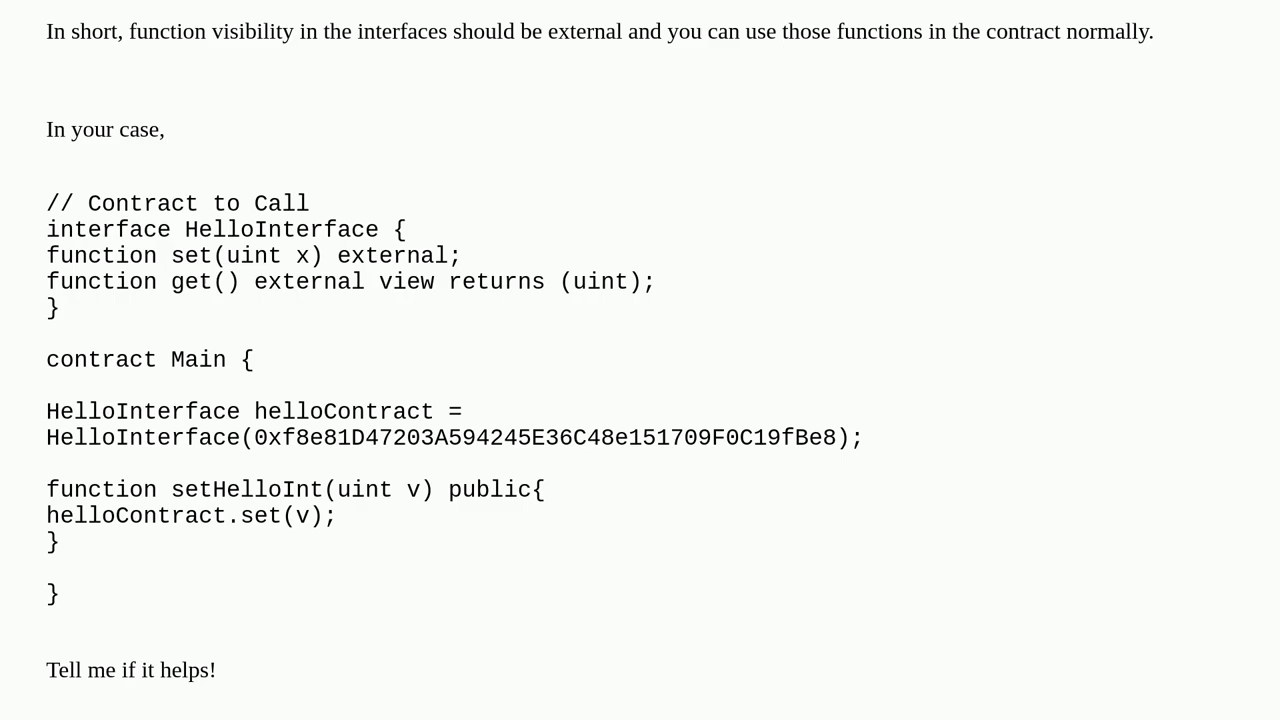 In short, function visibility in the interfaces should be external and you can use those functions in the contract normally.
In your case,
// Contract to Call
interface HelloInterface {
function set(uint x) external;
function get() external view returns (uint);
}
contract Main {
HelloInterface helloContract =
HelloInterface(0xf8e81D47203A594245E36C48e151709F0C19fBe8);
function setHelloInt(uint v) public{
helloContract.set(v);
}
}
Tell me if it helps!